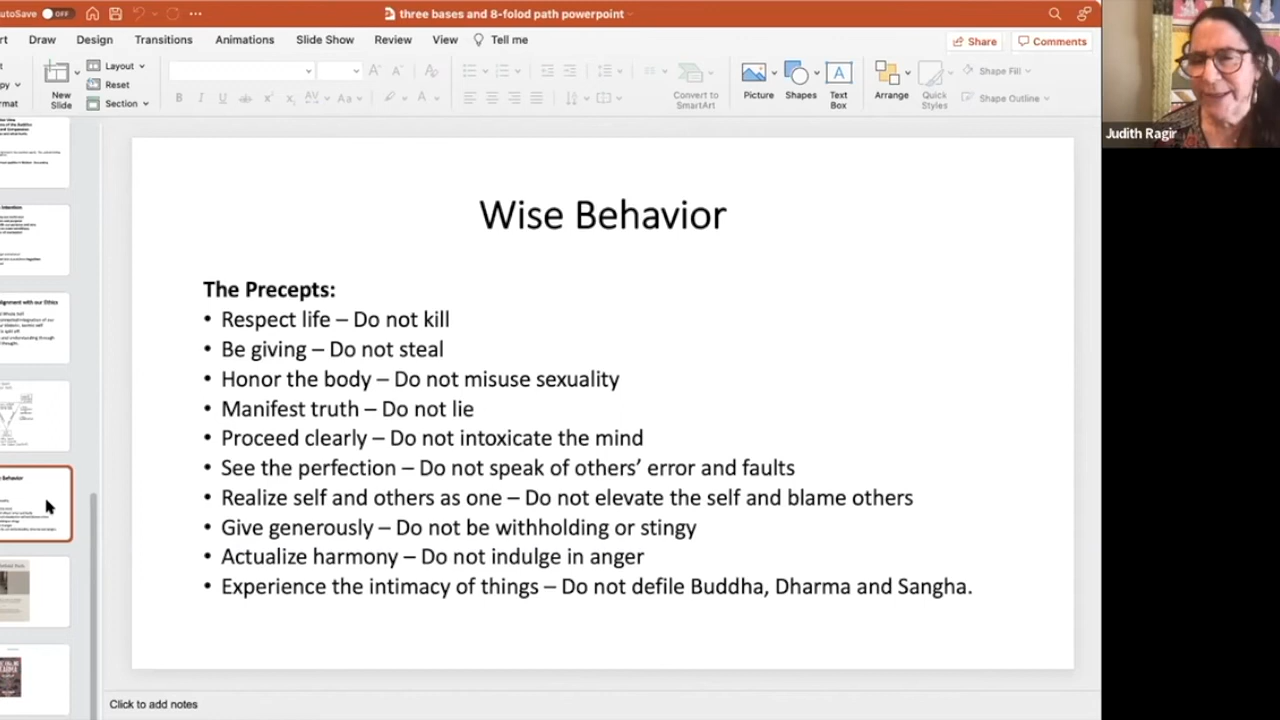 AutoSave OFF
three bases and 8-folod path powerpoint
Draw Design Transitions Animations Slide Show Review View Tell me
Share Comments
New Slide
Layout
Reset
Section
Convert to SmartArt
Picture
Shapes
Text Box
Arrange
Quick Styles
Shape Fill
Shape Outline
Judith Ragir
Wise Behavior
The Precepts:
• Respect life – Do not kill
• Be giving – Do not steal
• Honor the body – Do not misuse sexuality
• Manifest truth – Do not lie
• Proceed clearly – Do not intoxicate the mind
• See the perfection – Do not speak of others’ error and faults
• Realize self and others as one – Do not elevate the self and blame others
• Give generously – Do not be withholding or stingy
• Actualize harmony – Do not indulge in anger
• Experience the intimacy of things – Do not defile Buddha, Dharma and Sangha.
Click to add notes